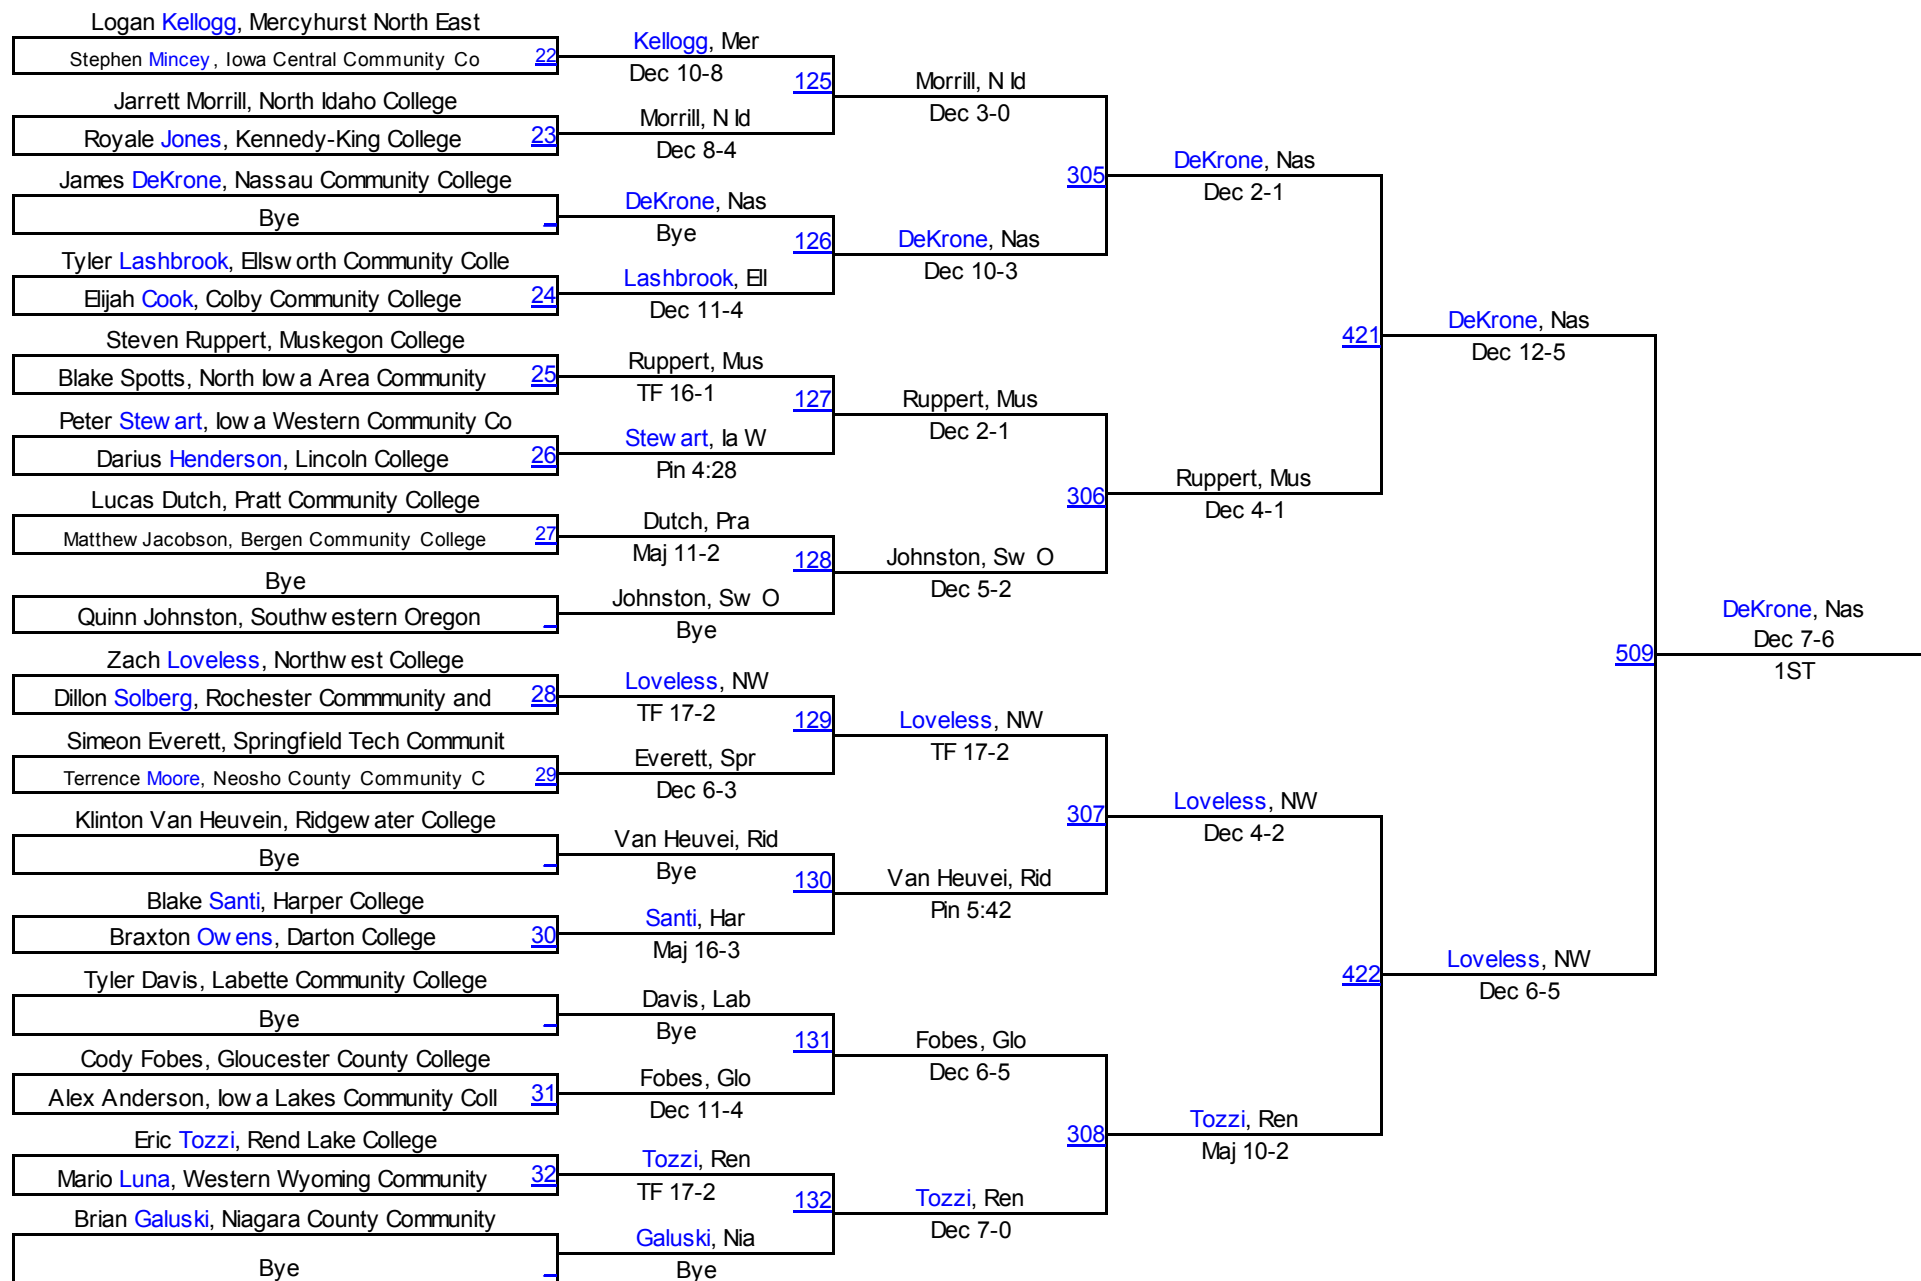 Logan Kellogg, Mercyhurst North East
Stephen Mincey, Iowa Central Community Co 22
Jarrett Morrill, North Idaho College
Royale Jones, Kennedy-King College 23
James DeKrone, Nassau Community College
Bye
Tyler Lashbrook, Ellsworth Community Colle
Elijah Cook, Colby Community College 24
Steven Ruppert, Muskegon College
Blake Spotts, North Iowa Area Community 25
Peter Stewart, Iowa Western Community Co
Darius Henderson, Lincoln College 26
Lucas Dutch, Pratt Community College
Matthew Jacobson, Bergen Community College 27
Bye
Quinn Johnston, Southwestern Oregon
Zach Loveless, Northwest College
Dillon Solberg, Rochester Commmunity and 28
Simeon Everett, Springfield Tech Communit
Terrence Moore, Neosho County Community C 29
Klinton Van Heuvein, Ridgewater College
Bye
Blake Santi, Harper College
Braxton Owens, Darton College 30
Tyler Davis, Labette Community College
Bye
Cody Fobes, Gloucester County College
Alex Anderson, Iowa Lakes Community Coll 31
Eric Tozzi, Rend Lake College
Mario Luna, Western Wyoming Community 32
Brian Galuski, Niagara County Community
Bye
Kellogg, Mer
Dec 10-8
125
Morrill, N Id
Dec 8-4
DeKrone, Nas
Bye
126
Lashbrook, Ell
Dec 11-4
Ruppert, Mus
TF 16-1
127
Stewart, Ia W
Pin 4:28
Dutch, Pra
Maj 11-2
128
Johnston, Sw O
Bye
Loveless, NW
TF 17-2
129
Everett, Spr
Dec 6-3
Van Heuvei, Rid
Bye
130
Santi, Har
Maj 16-3
Davis, Lab
Bye
131
Fobes, Glo
Dec 11-4
Tozzi, Ren
TF 17-2
132
Galuski, Nia
Bye
Morrill, N Id
Dec 3-0
305
DeKrone, Nas
Dec 10-3
Ruppert, Mus
Dec 2-1
306
Johnston, Sw O
Dec 5-2
Loveless, NW
TF 17-2
307
Van Heuvei, Rid
Pin 5:42
Fobes, Glo
Dec 6-5
308
Tozzi, Ren
Dec 7-0
DeKrone, Nas
Dec 2-1
421
Ruppert, Mus
Dec 4-1
Loveless, NW
Dec 4-2
422
Tozzi, Ren
Maj 10-2
DeKrone, Nas
Dec 12-5
509
Loveless, NW
Dec 6-5
DeKrone, Nas
Dec 7-6
1ST